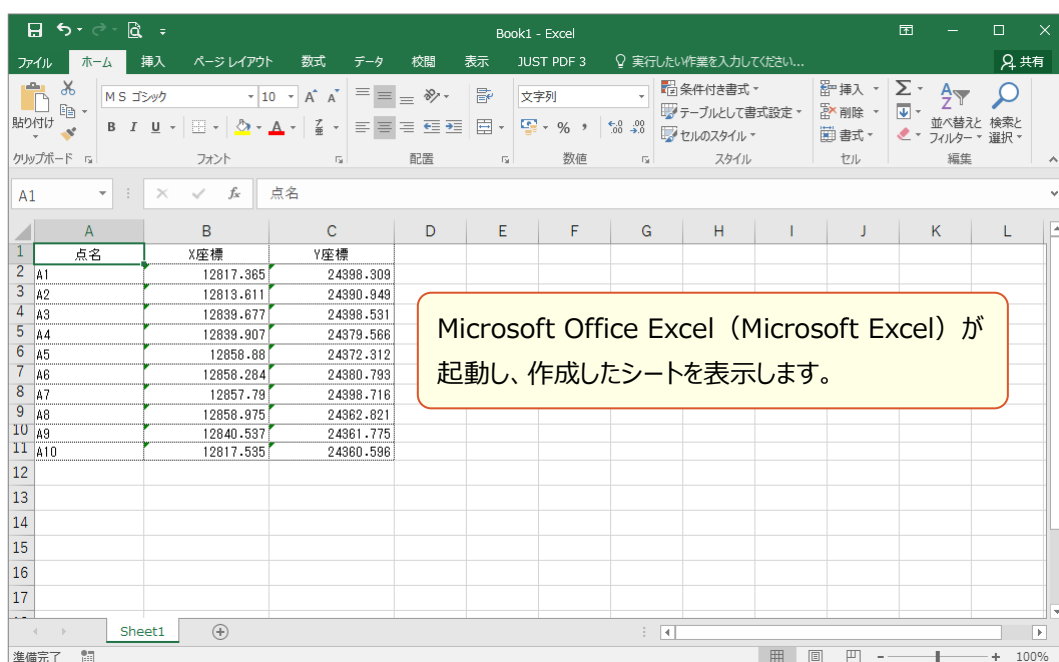 Book1 - Excel
ファイル ホーム 挿入 ページ レイアウト 数式 データ 校閲 表示 JUST PDF 3 実行したい作業を入力してください... 共有
貼り付け
MS ゴシック 10 A A
B I U A
文字列
% , .00 .0
条件付き書式
テーブルとして書式設定
セルのスタイル
挿入
削除
書式
Σ
並べ替えと フィルター
検索と 選択
クリップボード フォント 配置 数値 スタイル セル 編集
A1 fx 点名
A B C D E F G H I J K L
1 点名 X座標 Y座標
2 A1 12817.365 24398.309
3 A2 12813.611 24390.949
4 A3 12839.677 24398.531
5 A4 12839.907 24379.566
6 A5 12858.88 24372.312
7 A6 12858.284 24380.793
8 A7 12857.79 24398.716
9 A8 12858.975 24362.821
10 A9 12840.537 24361.775
11 A10 12817.535 24360.596
12
13
14
15
16
17
Microsoft Office Excel（Microsoft Excel）が
起動し、作成したシートを表示します。
Sheet1
準備完了 100%